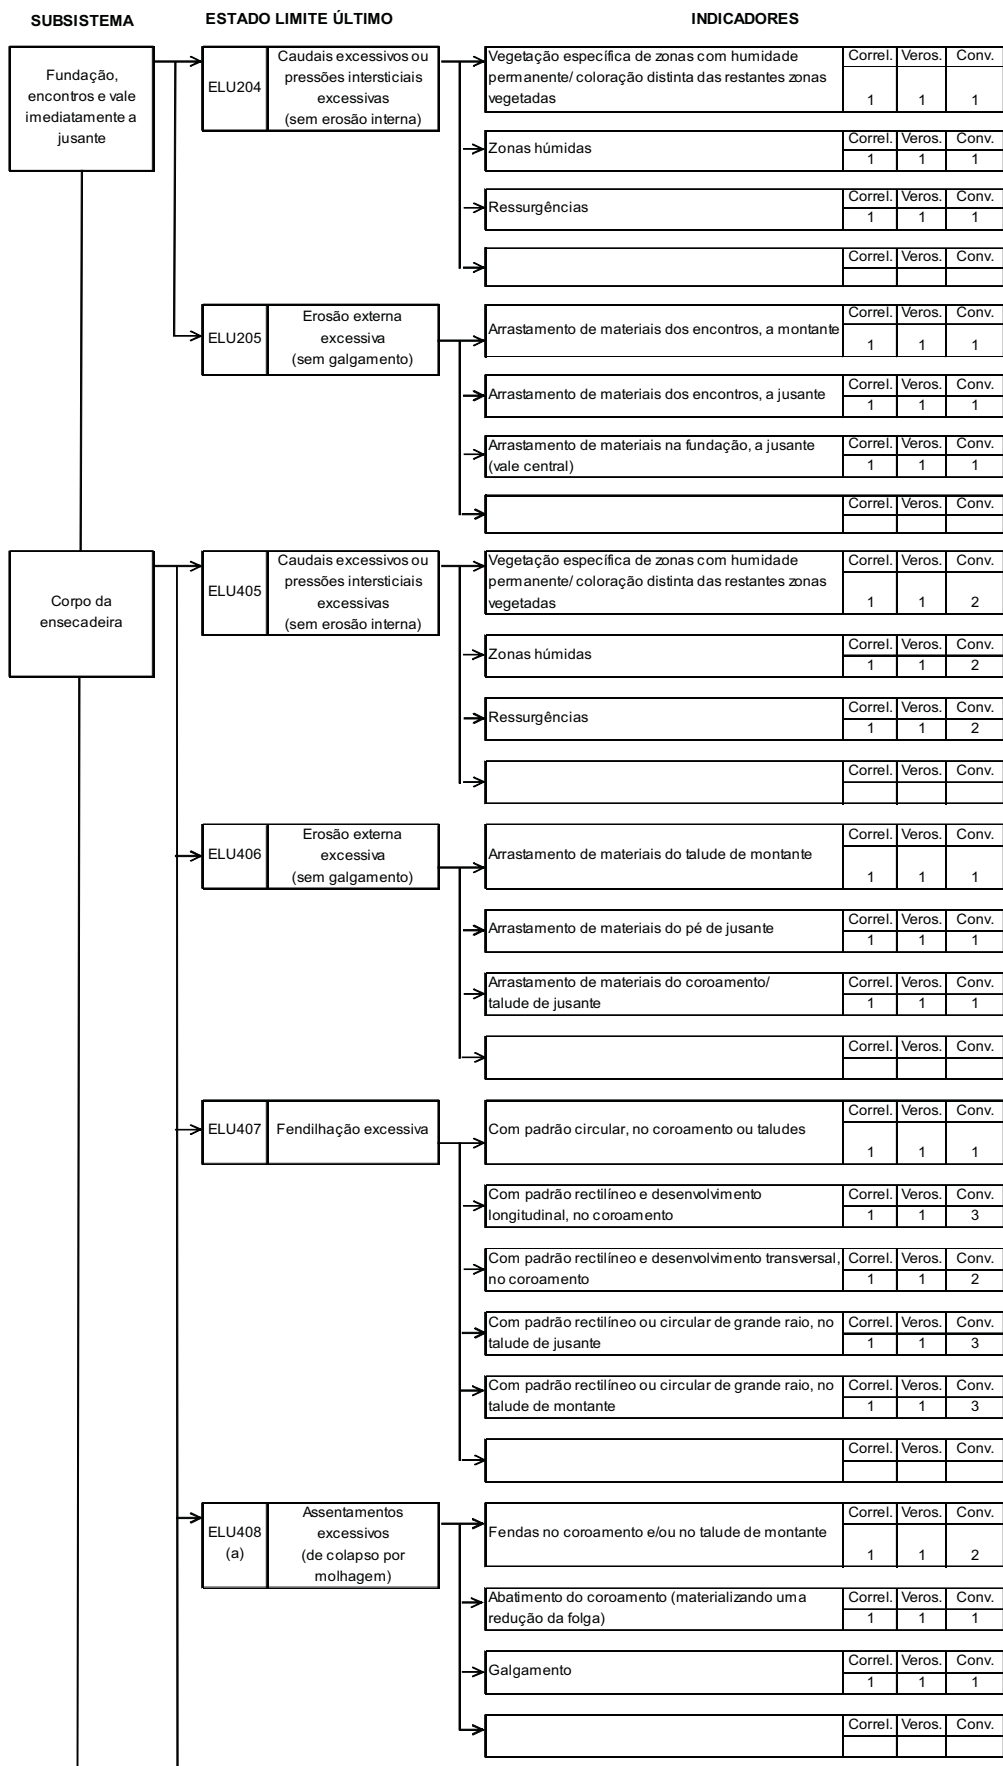 SUBSISTEMA ESTADO LIMITE ÚLTIMO INDICADORES
Fundação,
encontros e vale
imediatamente a
jusante
ELU204
Caudais excessivos ou
pressões intersticiais
excessivas
(sem erosão interna)
Vegetação específica de zonas com humidade
permanente/ coloração distinta das restantes zonas
vegetadas
Correl. Veros. Conv.
1 1 1
Zonas húmidas
Correl. Veros. Conv.
1 1 1
Ressurgências
Correl. Veros. Conv.
1 1 1
Correl. Veros. Conv.
ELU205
Erosão externa
excessiva
(sem galgamento)
Arrastamento de materiais dos encontros, a montante
Correl. Veros. Conv.
1 1 1
Arrastamento de materiais dos encontros, a jusante
Correl. Veros. Conv.
1 1 1
Arrastamento de materiais na fundação, a jusante
(vale central)
Correl. Veros. Conv.
1 1 1
Correl. Veros. Conv.
Corpo da
ensecadeira
ELU405
Caudais excessivos ou
pressões intersticiais
excessivas
(sem erosão interna)
Vegetação específica de zonas com humidade
permanente/ coloração distinta das restantes zonas
vegetadas
Correl. Veros. Conv.
1 1 2
Zonas húmidas
Correl. Veros. Conv.
1 1 2
Ressurgências
Correl. Veros. Conv.
1 1 2
Correl. Veros. Conv.
ELU406
Erosão externa
excessiva
(sem galgamento)
Arrastamento de materiais do talude de montante
Correl. Veros. Conv.
1 1 1
Arrastamento de materiais do pé de jusante
Correl. Veros. Conv.
1 1 1
Arrastamento de materiais do coroamento/
talude de jusante
Correl. Veros. Conv.
1 1 1
Correl. Veros. Conv.
ELU407
Fendilhação excessiva
Com padrão circular, no coroamento ou taludes
Correl. Veros. Conv.
1 1 1
Com padrão rectilíneo e desenvolvimento
longitudinal, no coroamento
Correl. Veros. Conv.
1 1 3
Com padrão rectilíneo e desenvolvimento transversal,
no coroamento
Correl. Veros. Conv.
1 1 2
Com padrão rectilíneo ou circular de grande raio, no
talude de jusante
Correl. Veros. Conv.
1 1 3
Com padrão rectilíneo ou circular de grande raio, no
talude de montante
Correl. Veros. Conv.
1 1 3
Correl. Veros. Conv.
ELU408
(a)
Assentamentos
excessivos
(de colapso por
molhagem)
Fendas no coroamento e/ou no talude de montante
Correl. Veros. Conv.
1 1 2
Abatimento do coroamento (materializando uma
redução da folga)
Correl. Veros. Conv.
1 1 1
Galgamento
Correl. Veros. Conv.
1 1 1
Correl. Veros. Conv.